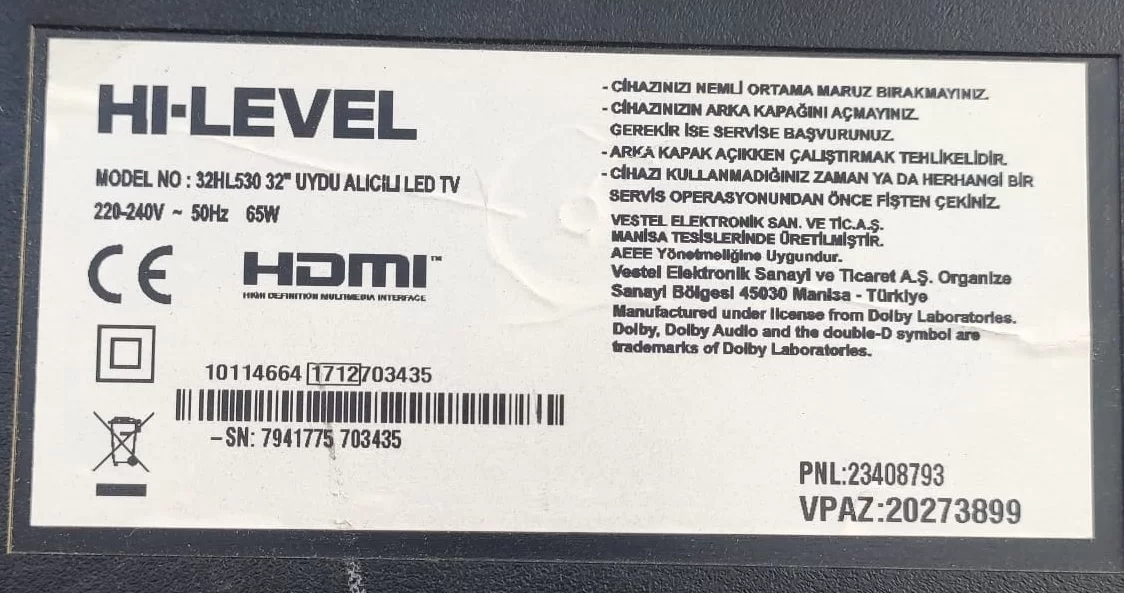 HI-LEVEL
MODEL NO : 32HL530 32" UYDU ALICILI LED TV
220-240V ~ 50Hz 65W
CE
HDMI™
HIGH DEFINITION MULTIMEDIA INTERFACE
10114664 1712703435
-SN: 7941775 703435
- CİHAZINIZI NEMLİ ORTAMA MARUZ BIRAKMAYINIZ.
- CİHAZINIZIN ARKA KAPAĞINI AÇMAYINIZ.
GEREKİR İSE SERVİSE BAŞVURUNUZ.
- ARKA KAPAK AÇIKKEN ÇALIŞTIRMAK TEHLİKELİDİR.
- CİHAZI KULLANMADIĞINIZ ZAMAN YA DA HERHANGİ BİR
SERVİS OPERASYONUNDAN ÖNCE FİŞTEN ÇEKİNİZ.
VESTEL ELEKTRONİK SAN. VE TİC.A.Ş.
MANİSA TESİSLERİNDE ÜRETİLMİŞTİR.
AEEE Yönetmeliğine Uygundur.
Vestel Elektronik Sanayi ve Ticaret A.Ş. Organize
Sanayi Bölgesi 45030 Manisa - Türkiye
Manufactured under license from Dolby Laboratories.
Dolby, Dolby Audio and the double-D symbol are
trademarks of Dolby Laboratories.
PNL:23408793
VPAZ:20273899